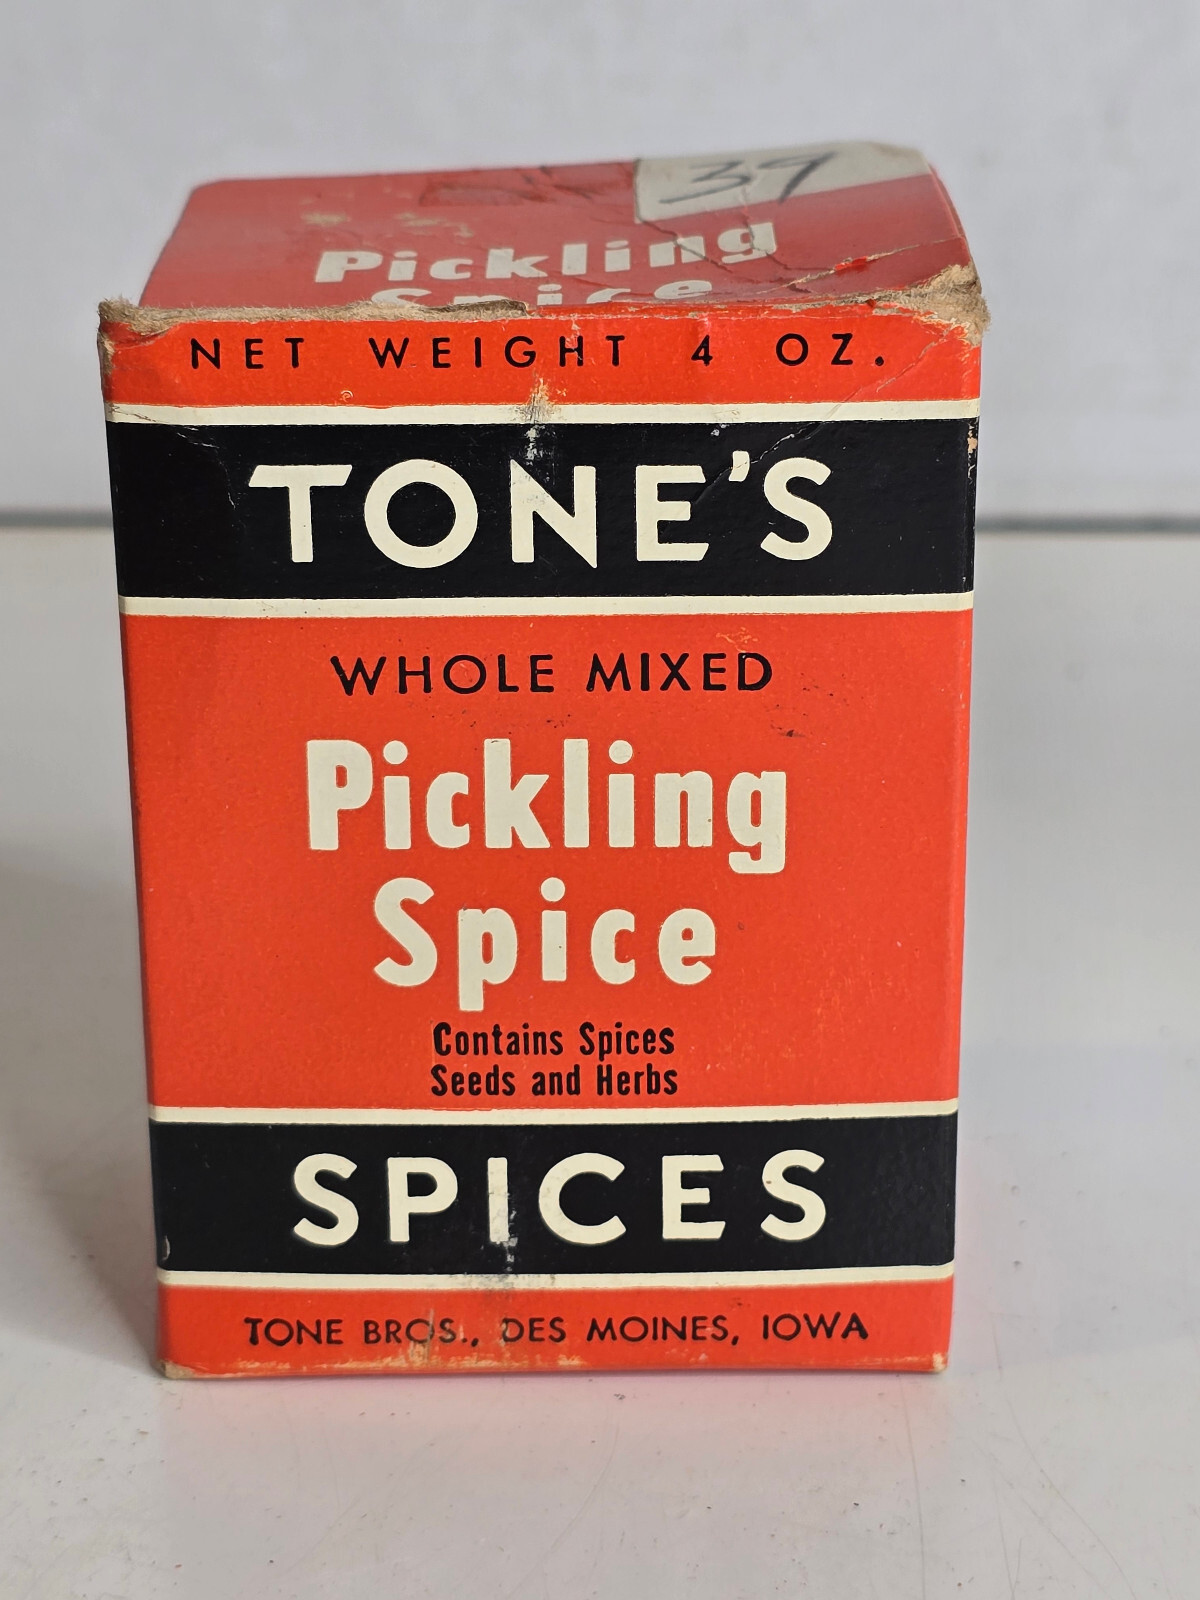 39
Pickling
Spice
NET WEIGHT 4 OZ.
TONE'S
WHOLE MIXED
Pickling
Spice
Contains Spices
Seeds and Herbs
SPICES
TONE BROS., DES MOINES, IOWA